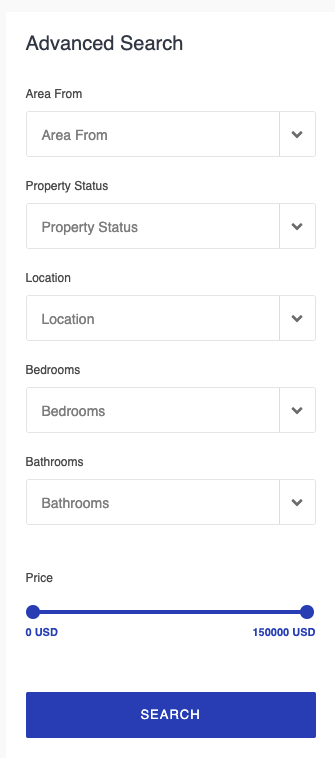 Advanced Search
Area From
Area From
Property Status
Property Status
Location
Location
Bedrooms
Bedrooms
Bathrooms
Bathrooms
Price
0 USD 150000 USD
SEARCH